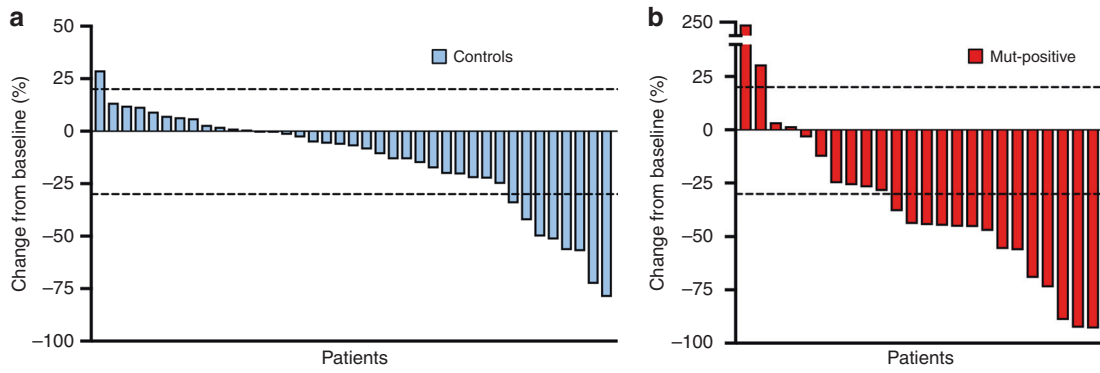 a
50
25
0
−25
−50
−75
−100
Change from baseline (%)
Controls
Patients
b
250
25
0
−25
−50
−75
−100
Change from baseline (%)
Mut-positive
Patients